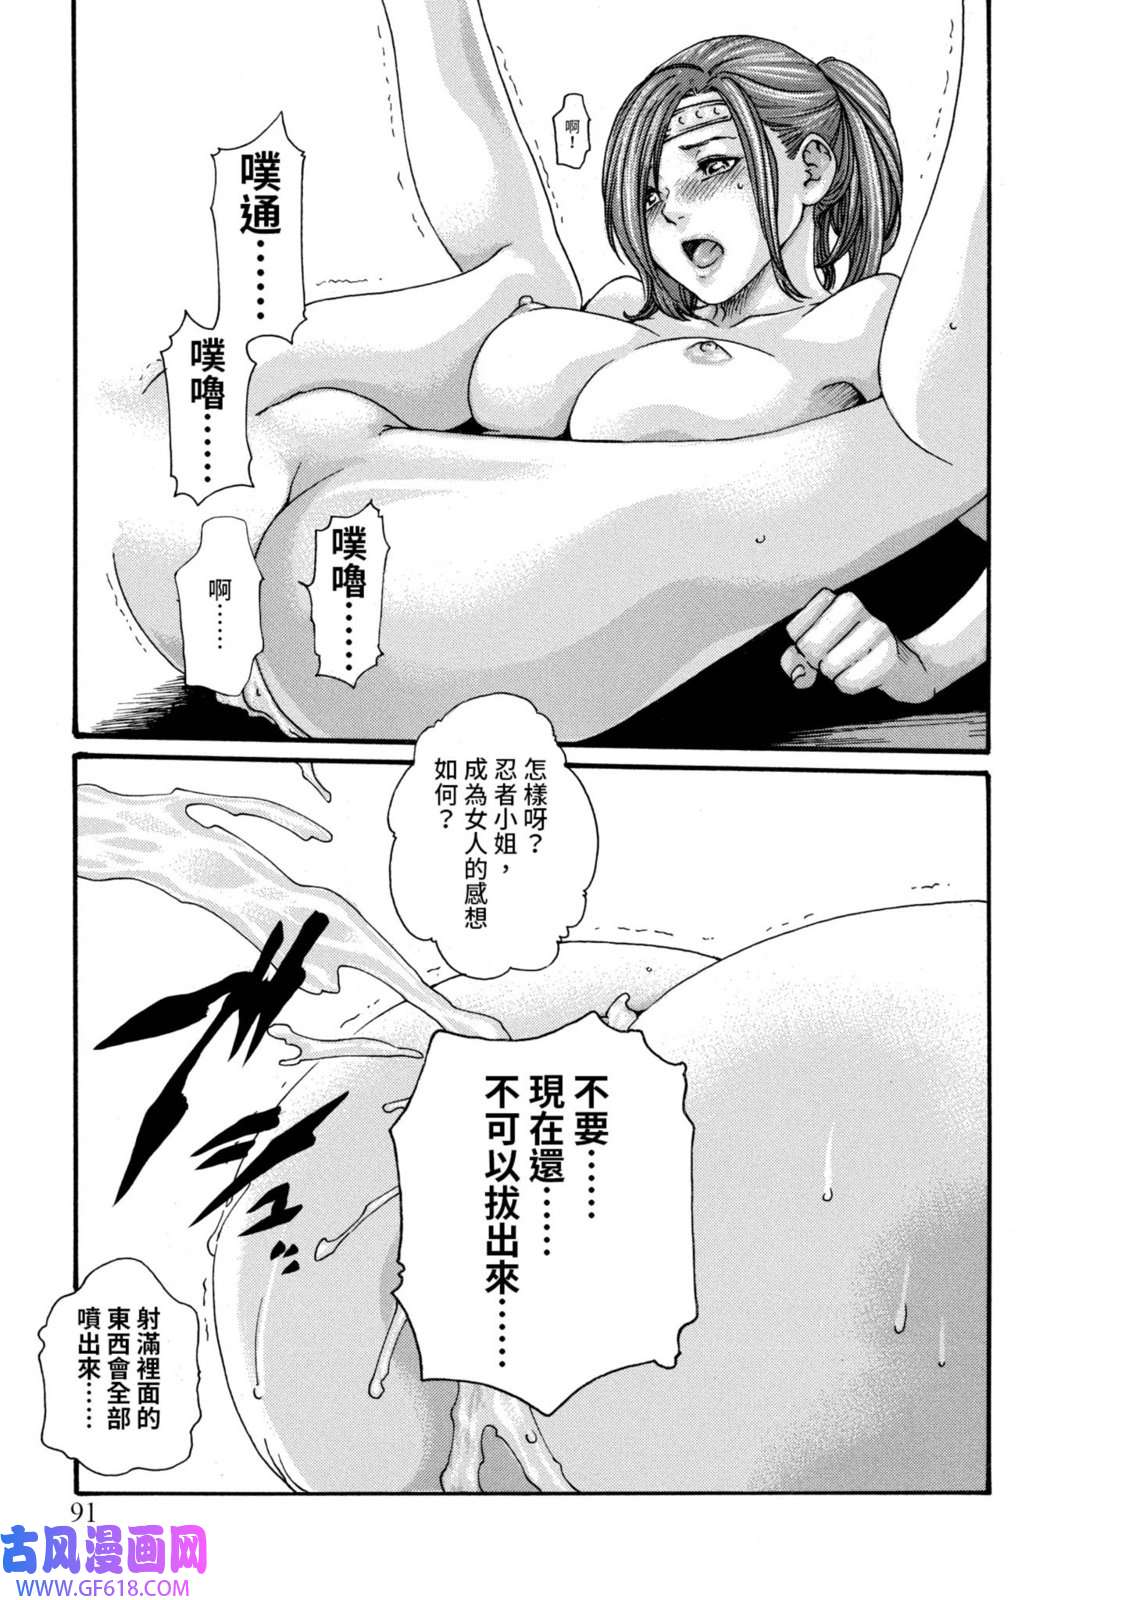 啊！
噗通……
噗嚕……
噗嚕……
啊……
怎樣呀？
忍者小姐，
成為女人的感想
如何？
不要……
現在還……
不可以拔出來……
射滿裡面的
東西會全部
噴出來……
91
古风漫画网
WWW.GF618.COM